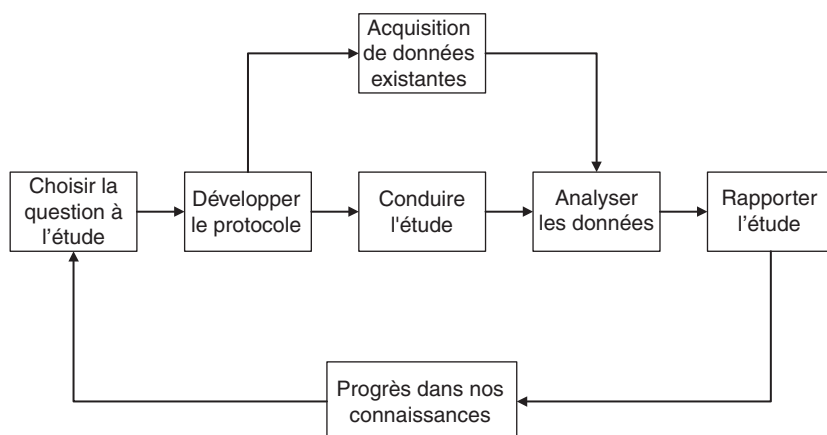 Acquisition
de données
existantes
Choisir la
question à
l’étude
Développer
le protocole
Conduire
l'étude
Analyser
les données
Rapporter
l’étude
Progrès dans nos
connaissances